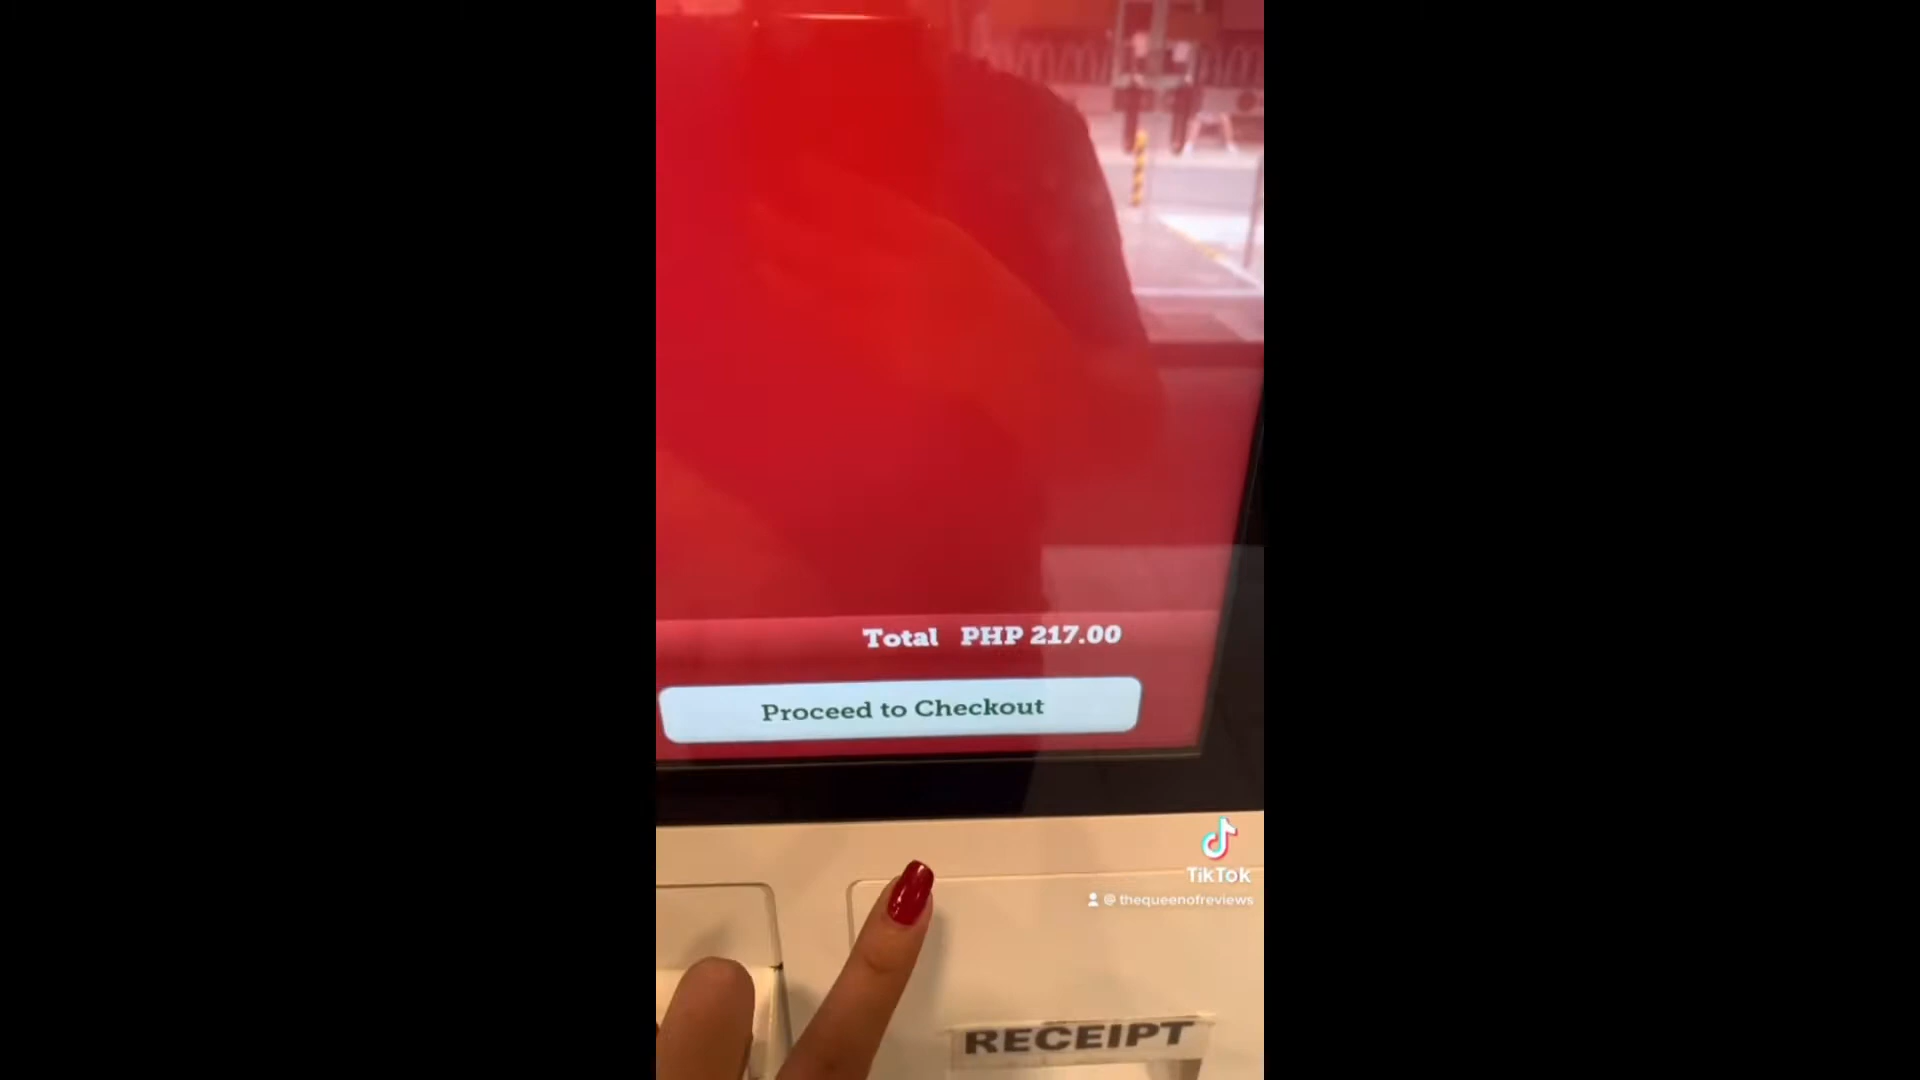 Total PHP 217.00
Proceed to Checkout
TikTok
@ thequeenofreviews
RECEIPT